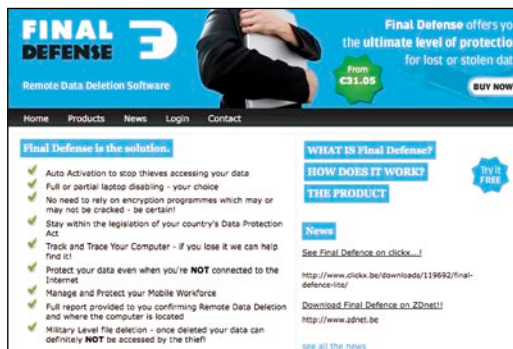 FINAL
DEFENSE
Remote Data Deletion Software
Final Defense offers yo
the ultimate level of protectio
for lost or stolen dat
From
€31.05
BUY NOW
Home Products News Login Contact
Final Defense is the solution.
Auto Activation to stop thieves accessing your data
Full or partial laptop disabling - your choice
No need to rely on encryption programmes which may or
may not be cracked - be certain!
Stay within the legislation of your country's Data Protection
Act
Track and Trace Your Computer - if you lose it we can help
find it!
Protect your data even when you're NOT connected to the
Internet
Manage and Protect your Mobile Workforce
Full report provided to you confirming Remote Data Deletion
and where the computer is located
Military Level file deletion - once deleted your data can
definitely NOT be accessed by the thief!
WHAT IS Final Defense?
HOW DOES IT WORK?
THE PRODUCT
Try it
FREE
News
See Final Defence on clickx...!
http://www.clickx.be/downloads/119692/final-
defence-lite/
Download Final Defence on ZDnet!!
http://www.zdnet.be
see all the news